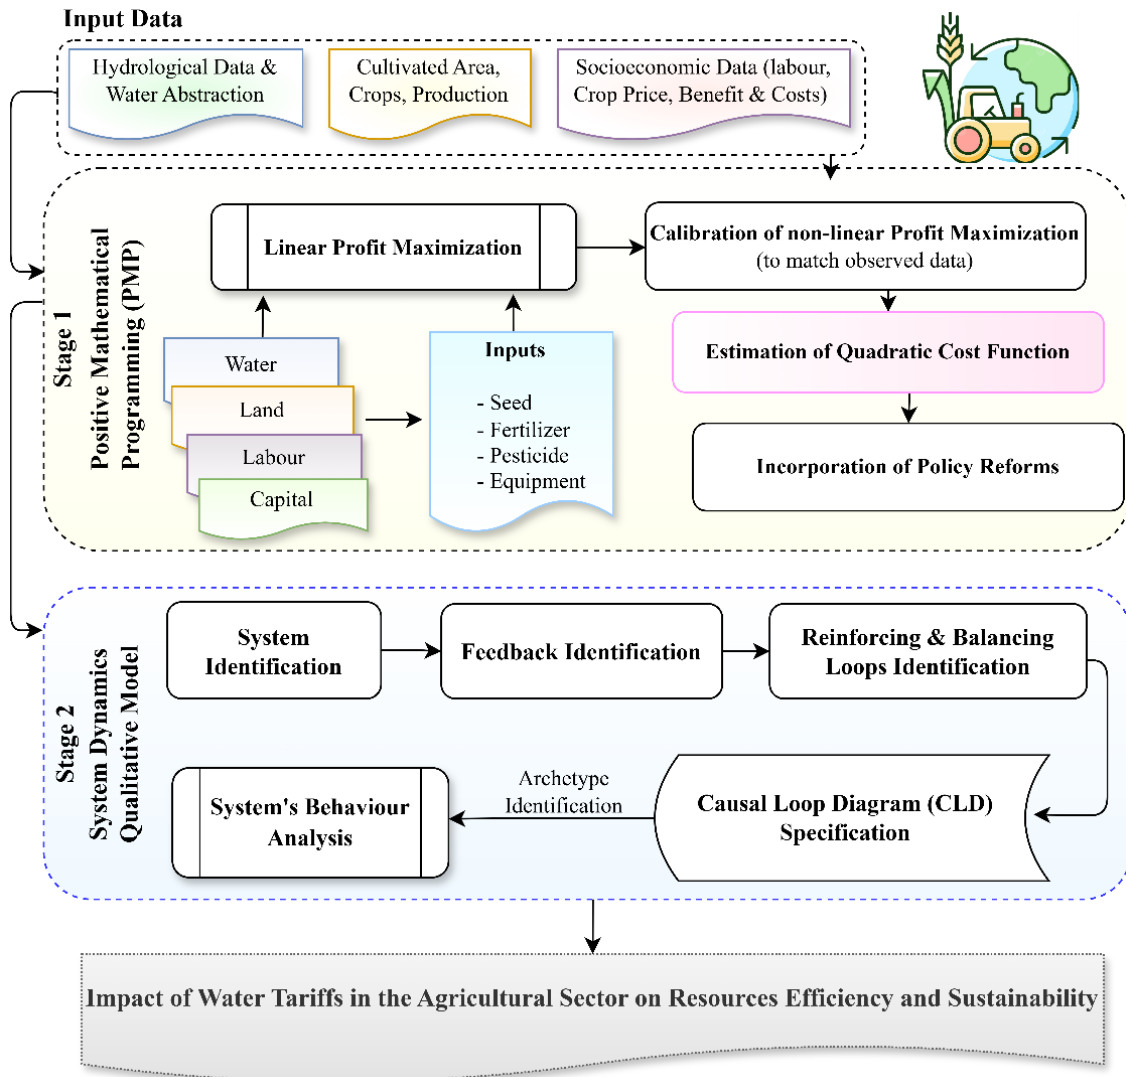 Input Data
Hydrological Data &
Water Abstraction
Cultivated Area,
Crops, Production
Socioeconomic Data (labour,
Crop Price, Benefit & Costs)
Stage 1
Positive Mathematical
Programming (PMP)
Linear Profit Maximization
Calibration of non-linear Profit Maximization
(to match observed data)
Water
Land
Labour
Capital
Inputs
- Seed
- Fertilizer
- Pesticide
- Equipment
Estimation of Quadratic Cost Function
Incorporation of Policy Reforms
Stage 2
System Dynamics
Qualitative Model
System
Identification
Feedback Identification
Reinforcing & Balancing
Loops Identification
Causal Loop Diagram (CLD)
Specification
Archetype
Identification
System's Behaviour
Analysis
Impact of Water Tariffs in the Agricultural Sector on Resources Efficiency and Sustainability